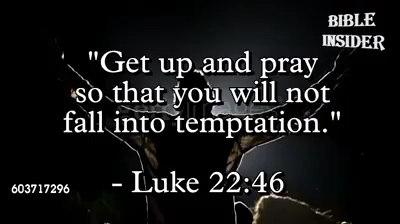 BIBLE
INSIDER
"Get up and pray
so that you will not
fall into temptation."
603717296
- Luke 22:46